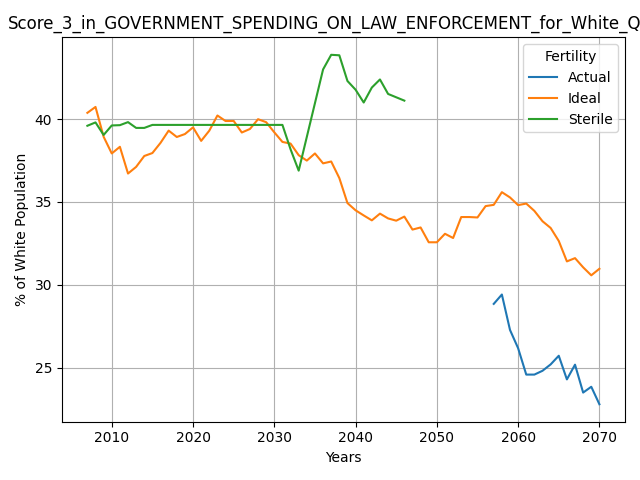 Score_3_in_GOVERNMENT_SPENDING_ON_LAW_ENFORCEMENT_for_White_Q
Fertility
Actual
Ideal
Sterile
% of White Population
40
35
30
25
2010 2020 2030 2040 2050 2060 2070
Years